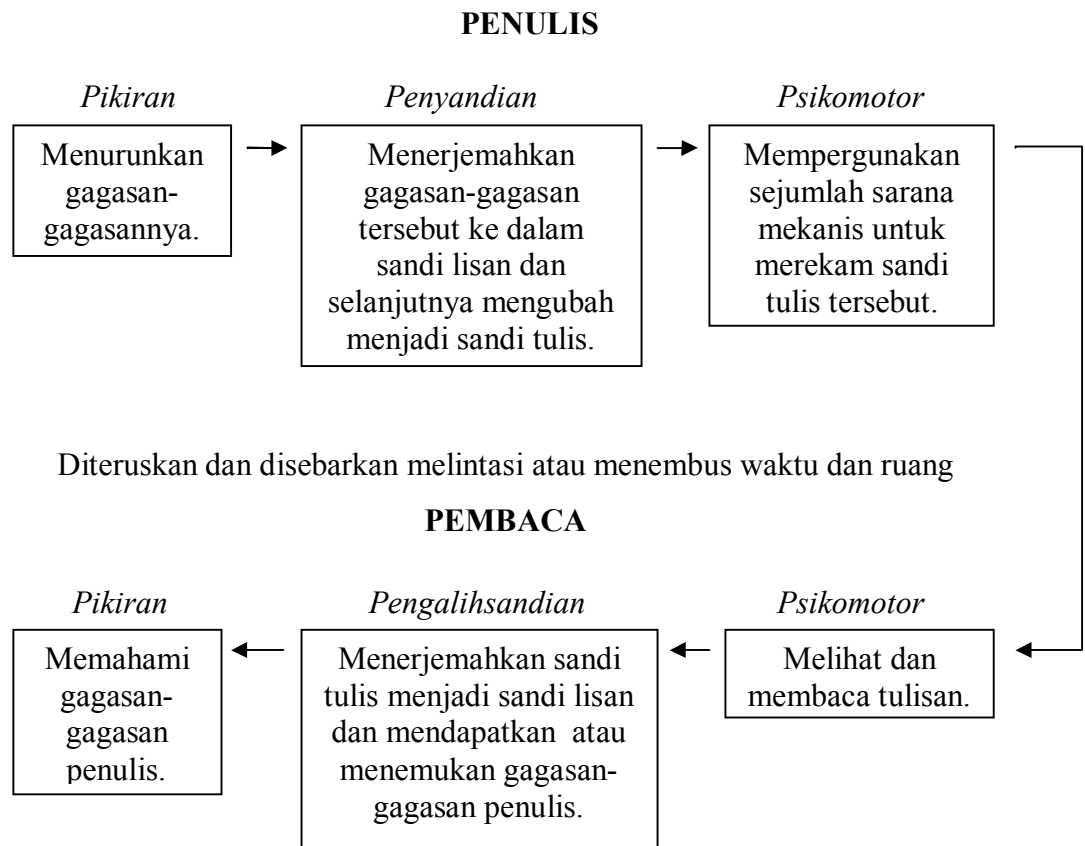 PENULIS
Pikiran
Menurunkan
gagasan-
gagasannya.
Penyandian
Menerjemahkan
gagasan-gagasan
tersebut ke dalam
sandi lisan dan
selanjutnya mengubah
menjadi sandi tulis.
Psikomotor
Mempergunakan
sejumlah sarana
mekanis untuk
merekam sandi
tulis tersebut.
Diteruskan dan disebarkan melintasi atau menembus waktu dan ruang
PEMBACA
Pikiran
Memahami
gagasan-
gagasan
penulis.
Pengalihsandian
Menerjemahkan sandi
tulis menjadi sandi lisan
dan mendapatkan atau
menemukan gagasan-
gagasan penulis.
Psikomotor
Melihat dan
membaca tulisan.